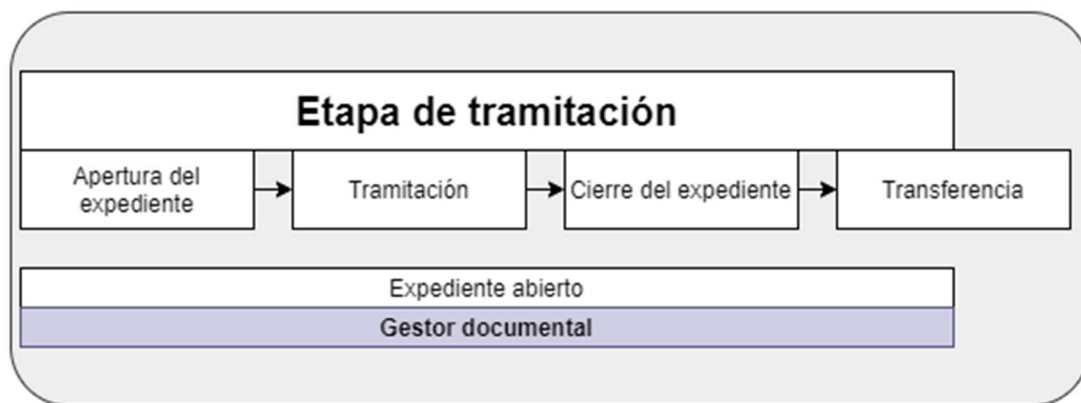 Etapa de tramitación
Apertura del
expediente
Tramitación
Cierre del expediente
Transferencia
Expediente abierto
Gestor documental